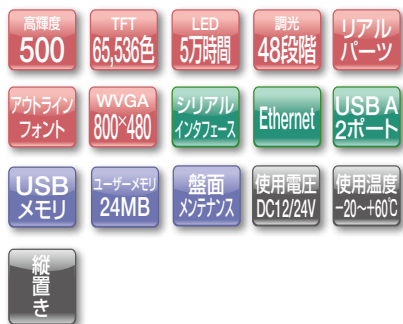 高輝度
500
TFT
65,536色
LED
5万時間
調光
48段階
リアル
パーツ
アウトライン
フォント
WVGA
800×480
シリアル
インタフェース
Ethernet
USB A
2ポート
USB
メモリ
ユーザーメモリ
24MB
盤面
メンテナンス
使用電圧
DC12/24V
使用温度
-20〜+60℃
縦置き